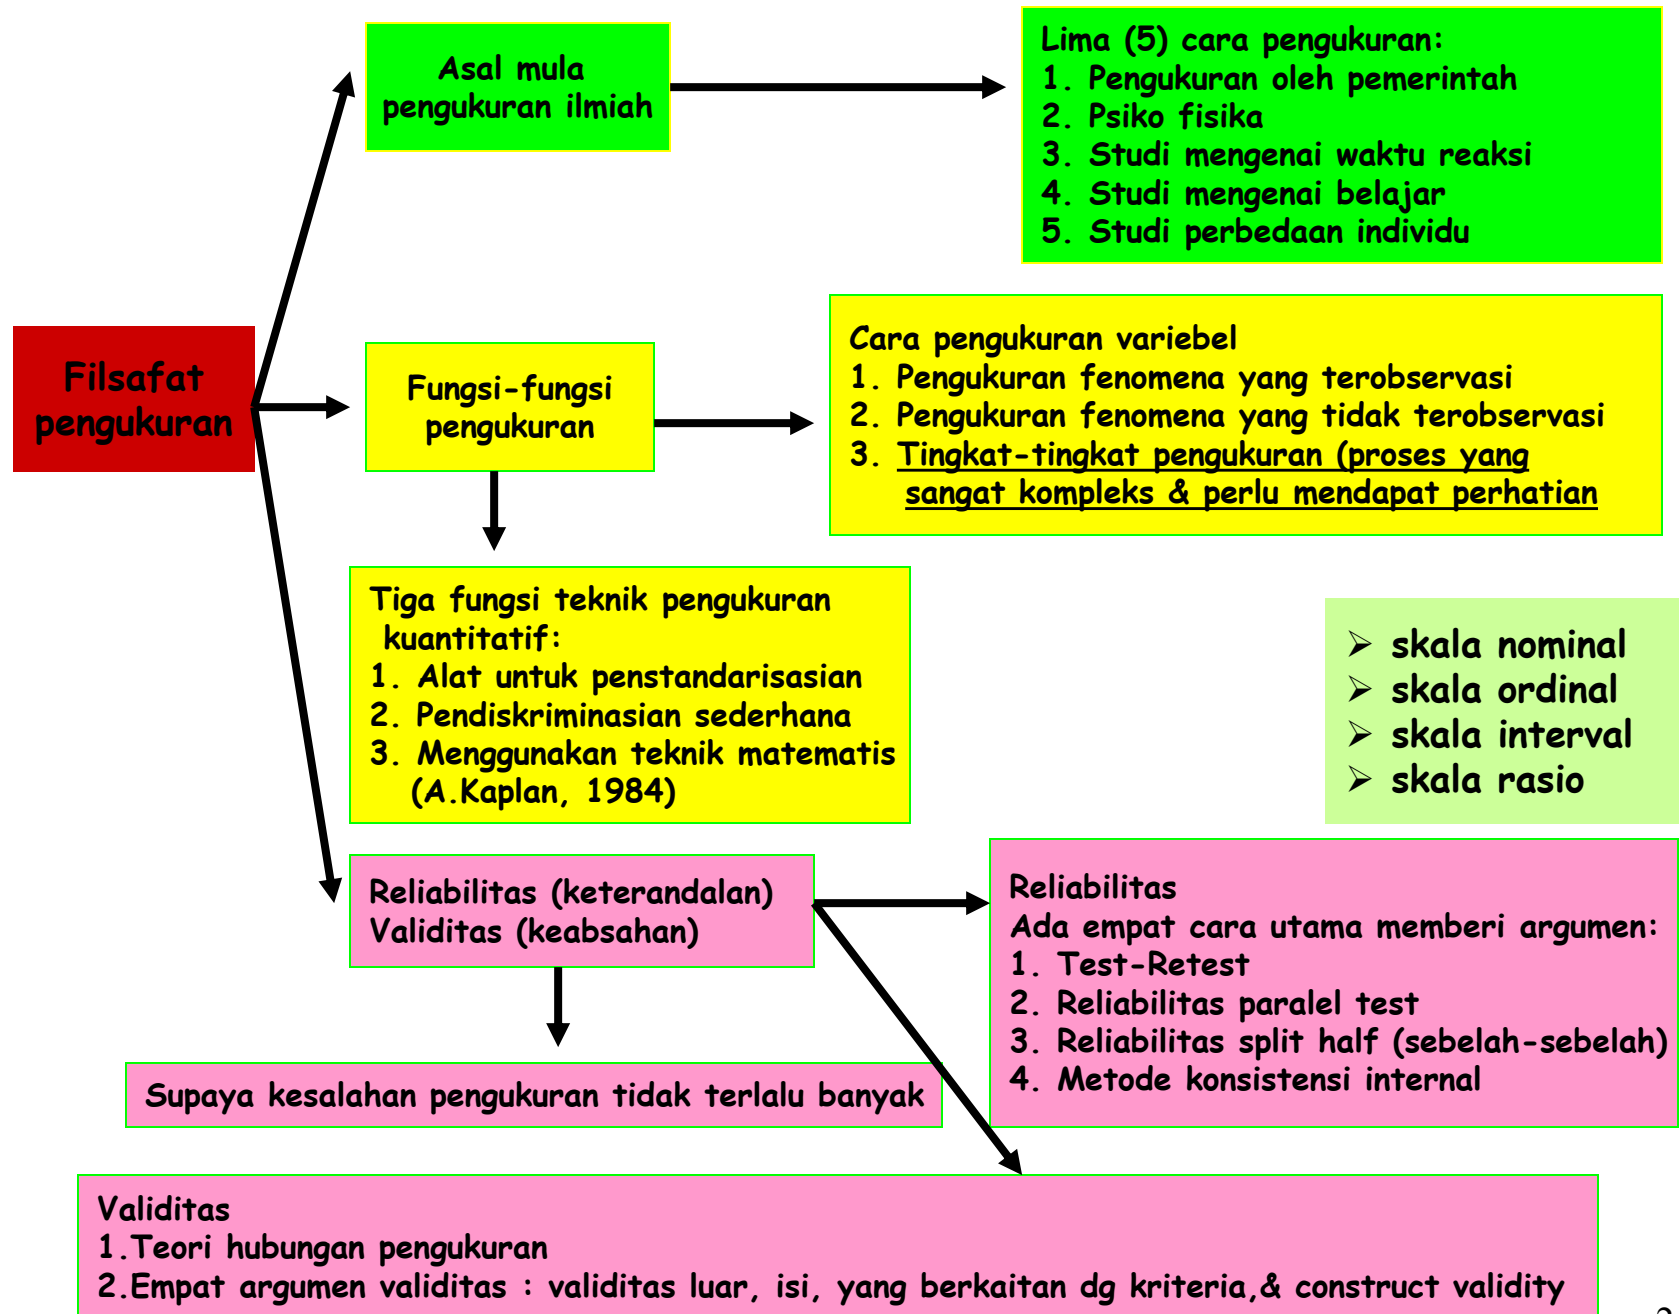 Asal mula
pengukuran ilmiah
Lima (5) cara pengukuran:
1. Pengukuran oleh pemerintah
2. Psiko fisika
3. Studi mengenai waktu reaksi
4. Studi mengenai belajar
5. Studi perbedaan individu
Filsafat
pengukuran
Fungsi-fungsi
pengukuran
Cara pengukuran variebel
1. Pengukuran fenomena yang terobservasi
2. Pengukuran fenomena yang tidak terobservasi
3. Tingkat-tingkat pengukuran (proses yang
sangat kompleks & perlu mendapat perhatian
Tiga fungsi teknik pengukuran
kuantitatif:
1. Alat untuk penstandarisasian
2. Pendiskriminasian sederhana
3. Menggunakan teknik matematis
(A.Kaplan, 1984)
➢ skala nominal
➢ skala ordinal
➢ skala interval
➢ skala rasio
Reliabilitas (keterandalan)
Validitas (keabsahan)
Reliabilitas
Ada empat cara utama memberi argumen:
1. Test-Retest
2. Reliabilitas paralel test
3. Reliabilitas split half (sebelah-sebelah)
4. Metode konsistensi internal
Supaya kesalahan pengukuran tidak terlalu banyak
Validitas
1.Teori hubungan pengukuran
2.Empat argumen validitas : validitas luar, isi, yang berkaitan dg kriteria,& construct validity